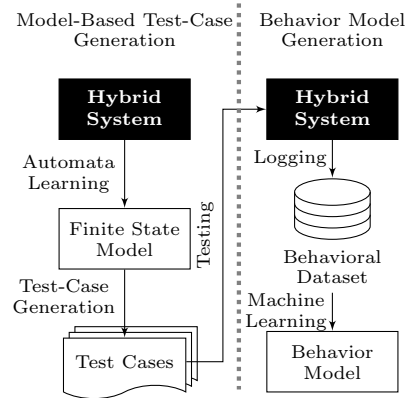 Model-Based Test-Case
Generation
Hybrid
System
Automata
Learning
Finite State
Model
Test-Case
Generation
Test Cases
Testing
Behavior Model
Generation
Hybrid
System
Logging
Behavioral
Dataset
Machine
Learning
Behavior
Model